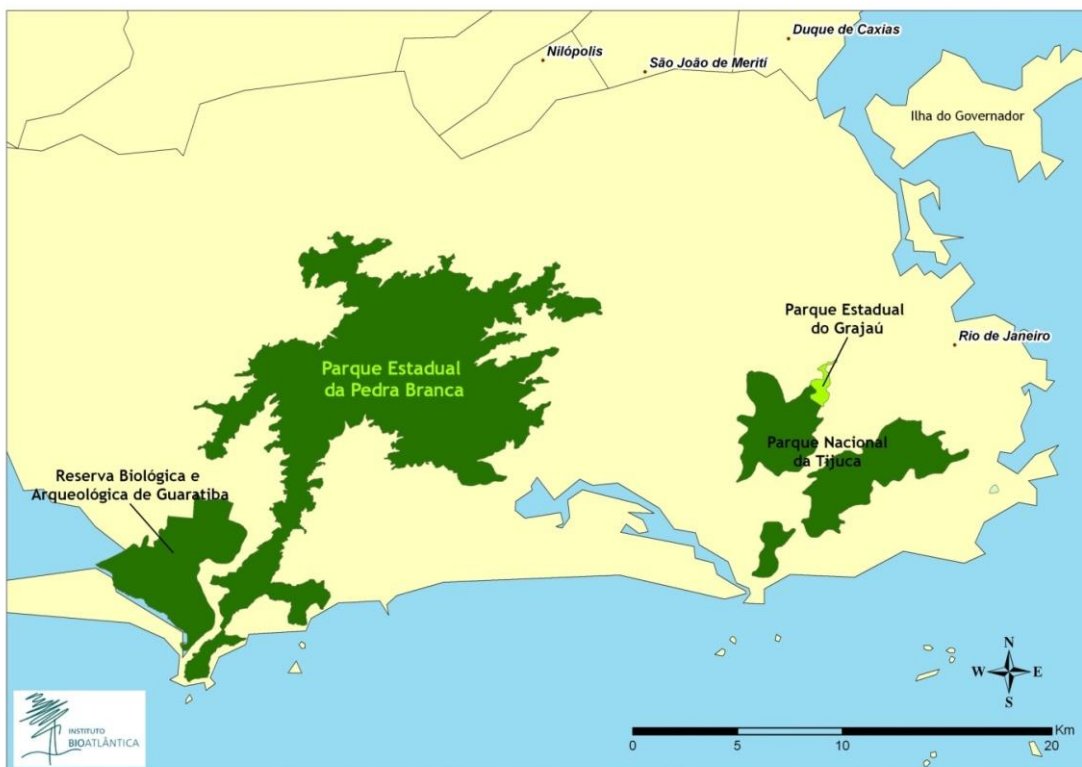 Duque de Caxias
Nilópolis
São João de Merití
Ilha do Governador
Parque Estadual
do Grajaú
Rio de Janeiro
Parque Estadual
da Pedra Branca
Parque Nacional
da Tijuca
Reserva Biológica e
Arqueológica de Guaratiba
N
W E
S
INSTITUTO
BIOATLÂNTICA
Km
0 5 10 20